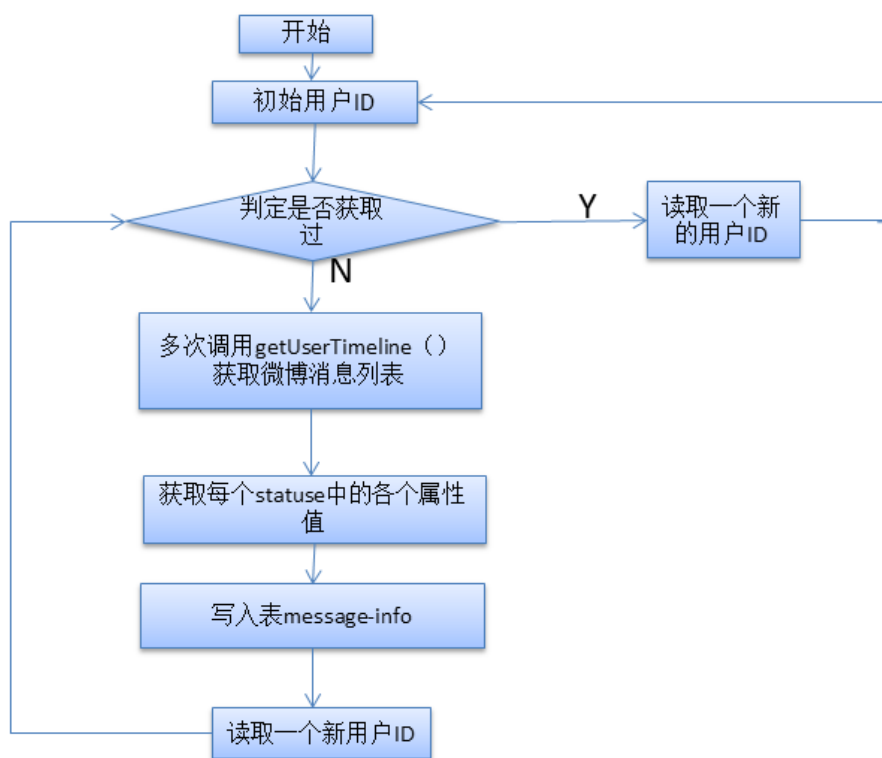 开始
初始用户ID
判定是否获取
过
Y
读取一个新
的用户ID
N
多次调用getUserTimeline（）
获取微博消息列表
获取每个statuse中的各个属性
值
写入表message-info
读取一个新用户ID